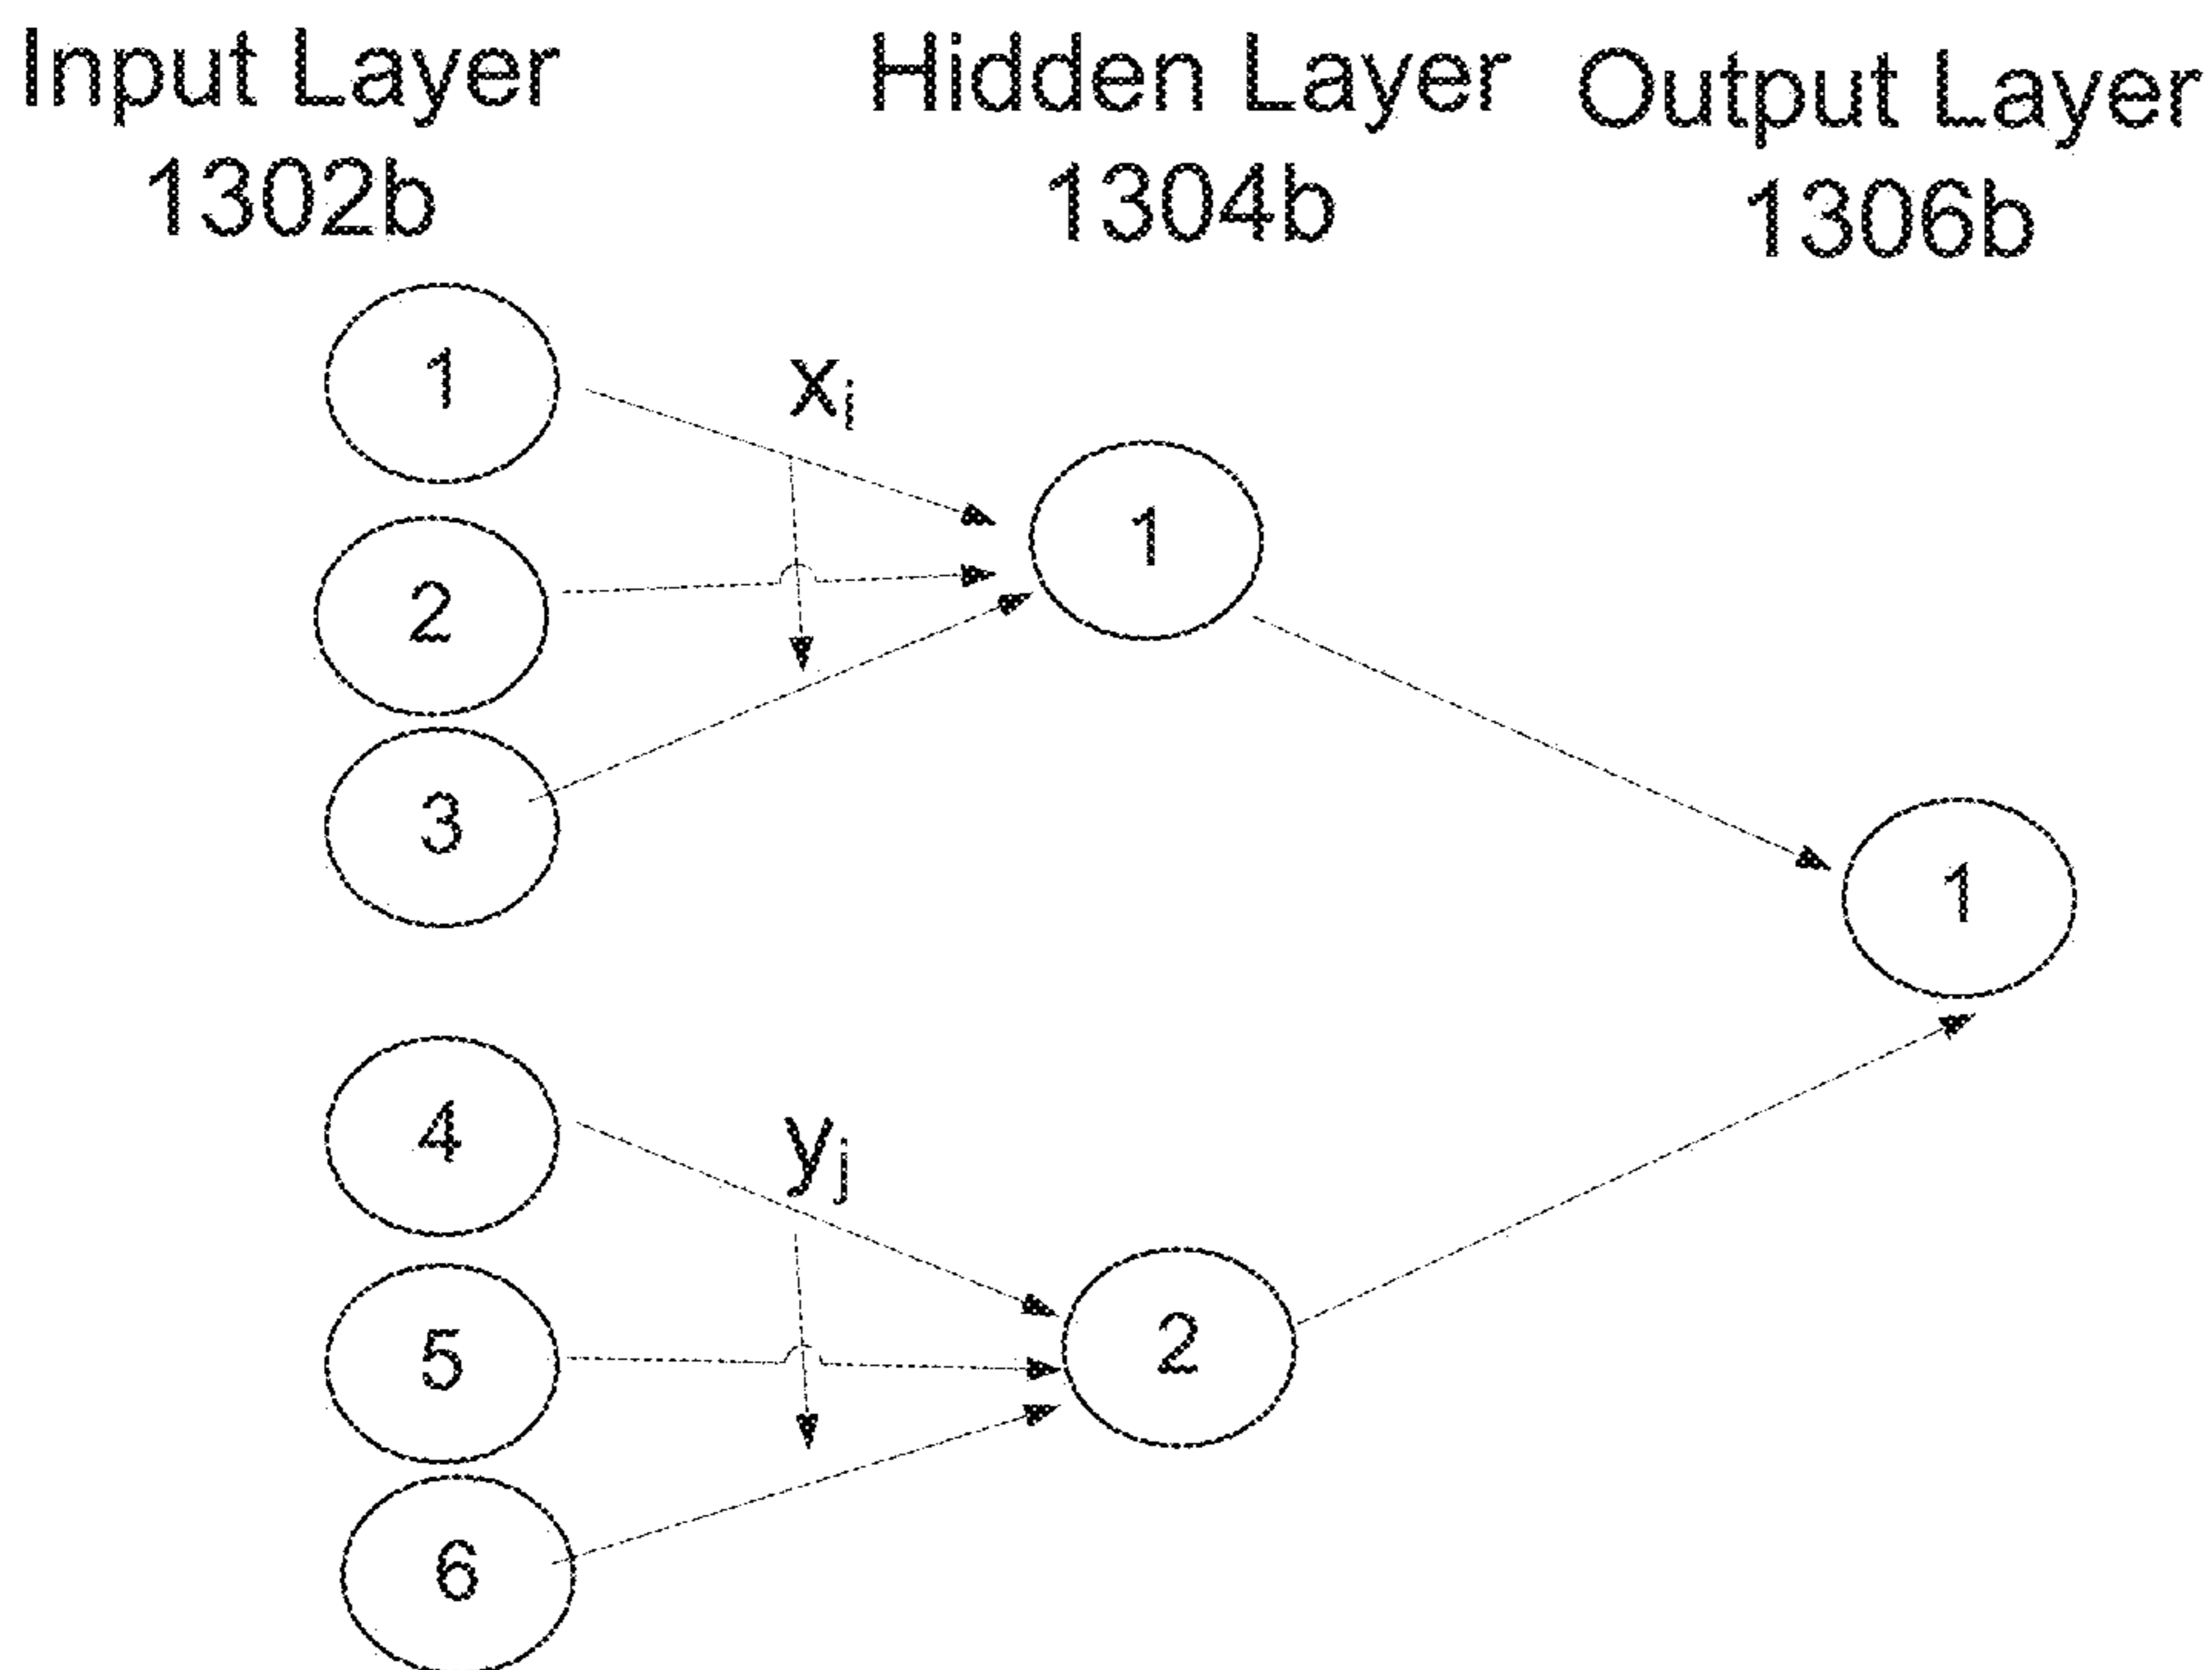 Input Layer
1302b
Hidden Layer
1304b
Output Layer
1306b
1
xi
2
3
1
1
4
yj
5
6
2